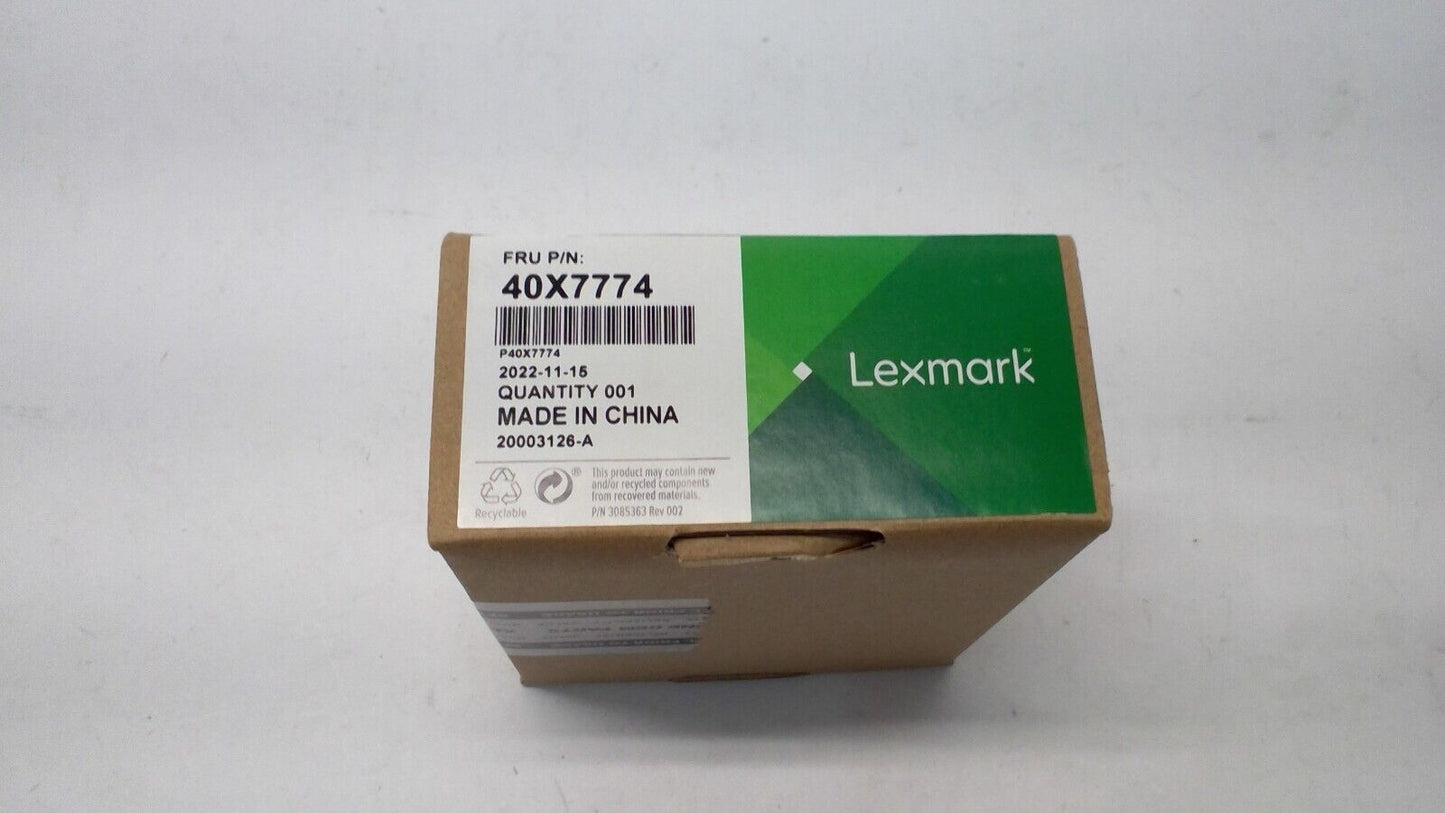 FRU P/N:
40X7774
P40X7774
2022-11-15
QUANTITY 001
MADE IN CHINA
20003126-A
Recyclable
®
This product may contain new
and/or recycled components
from recovered materials.
P/N 3085363 Rev 002
Lexmark™